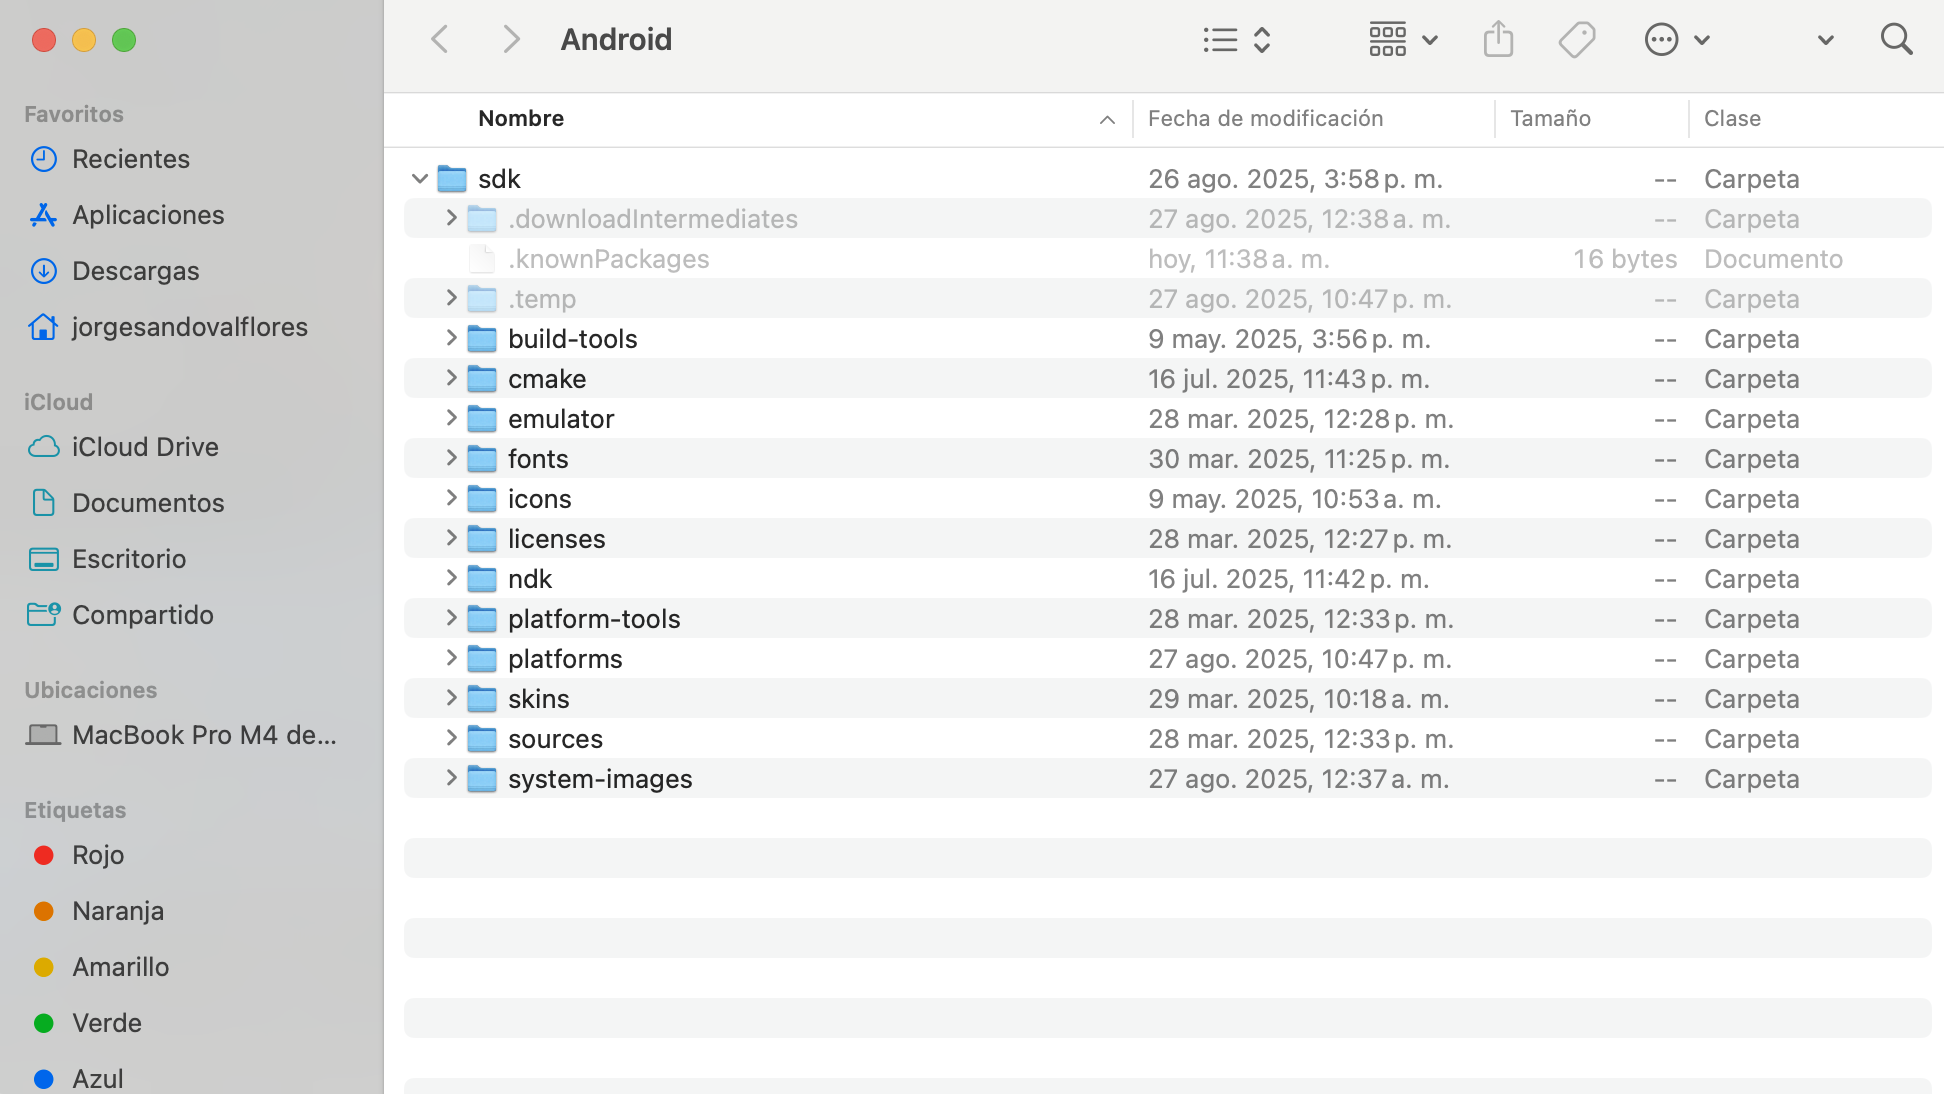 Android
Favoritos
Recientes
Aplicaciones
Descargas
jorgesandovalflores
iCloud
iCloud Drive
Documentos
Escritorio
Compartido
Ubicaciones
MacBook Pro M4 de...
Etiquetas
Rojo
Naranja
Amarillo
Verde
Azul
Nombre Fecha de modificación Tamaño Clase
sdk 26 ago. 2025, 3:58 p. m. -- Carpeta
.downloadIntermediates 27 ago. 2025, 12:38 a. m. -- Carpeta
.knownPackages hoy, 11:38 a. m. 16 bytes Documento
.temp 27 ago. 2025, 10:47 p. m. -- Carpeta
build-tools 9 may. 2025, 3:56 p. m. -- Carpeta
cmake 16 jul. 2025, 11:43 p. m. -- Carpeta
emulator 28 mar. 2025, 12:28 p. m. -- Carpeta
fonts 30 mar. 2025, 11:25 p. m. -- Carpeta
icons 9 may. 2025, 10:53 a. m. -- Carpeta
licenses 28 mar. 2025, 12:27 p. m. -- Carpeta
ndk 16 jul. 2025, 11:42 p. m. -- Carpeta
platform-tools 28 mar. 2025, 12:33 p. m. -- Carpeta
platforms 27 ago. 2025, 10:47 p. m. -- Carpeta
skins 29 mar. 2025, 10:18 a. m. -- Carpeta
sources 28 mar. 2025, 12:33 p. m. -- Carpeta
system-images 27 ago. 2025, 12:37 a. m. -- Carpeta